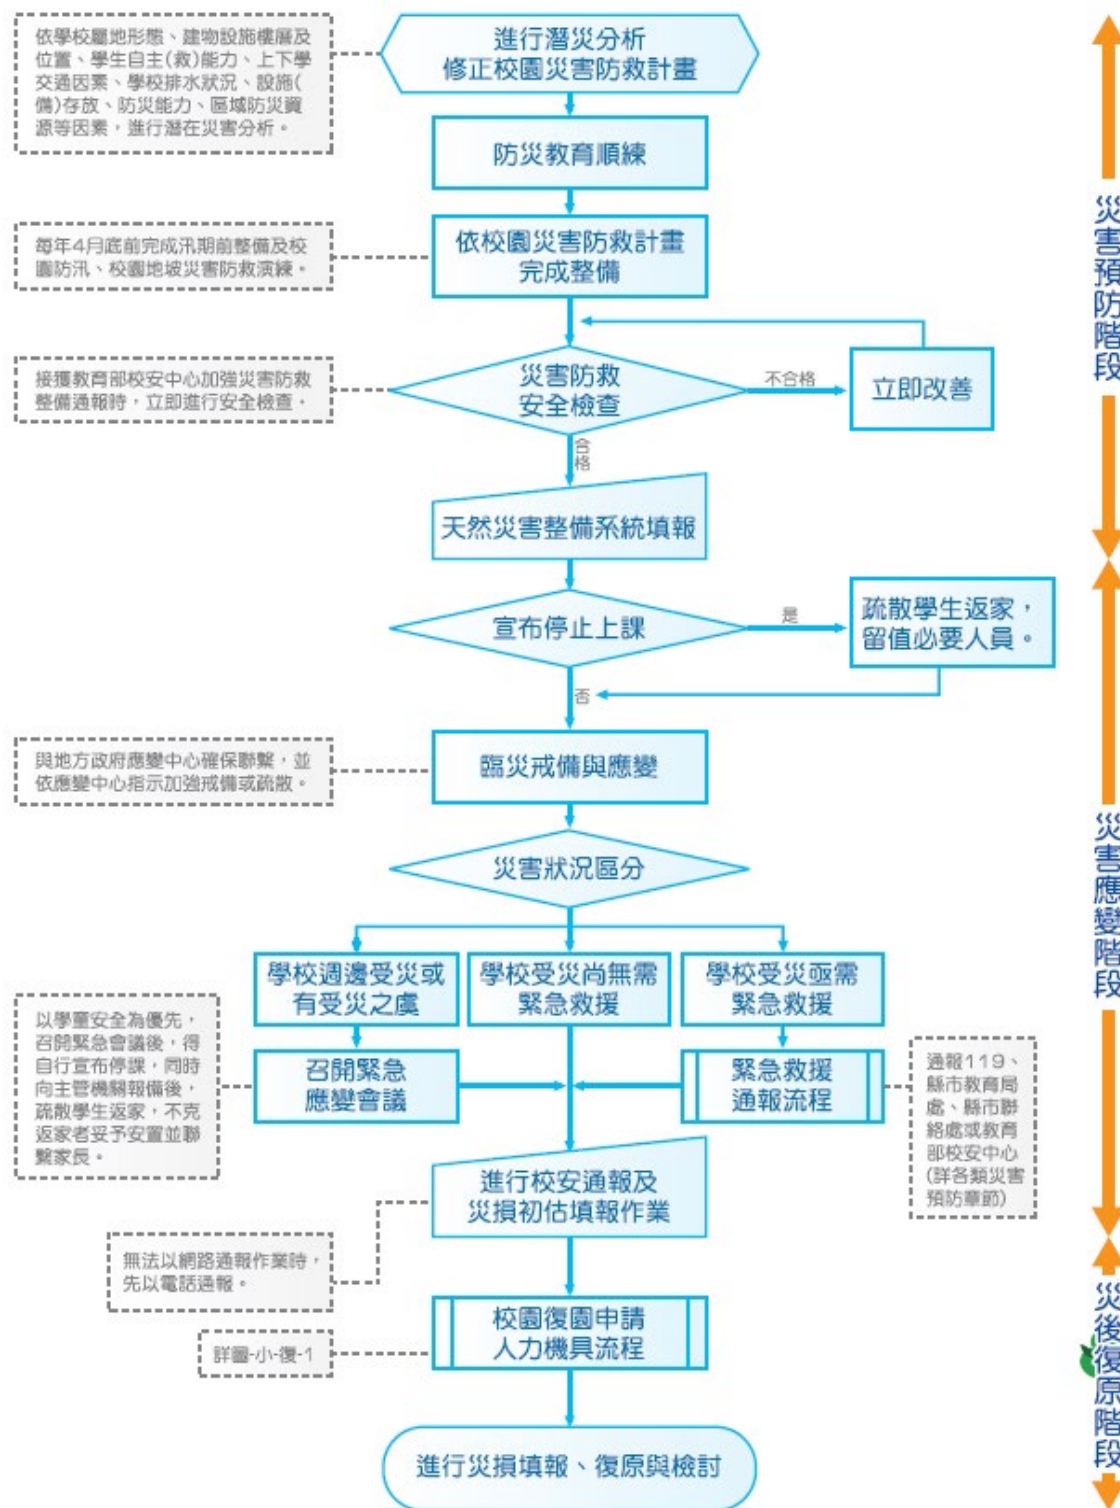 依學校屬地形態、建物設施樓層及
位置、學生自主(救)能力、上下學
交通因素、學校排水狀況、設施(
備)存放、防災能力、區域防災資
源等因素，進行潛在災害分析。
進行潛災分析
修正校園災害防救計畫
防災教育順練
每年4月底前完成汛期前整備及校
園防汛、校園地坡災害防救演練。
依校園災害防救計畫
完成整備
接獲教育部校安中心加強災害防救
整備通報時，立即進行安全檢查。
災害防救
安全檢查
不合格
立即改善
合格
天然災害整備系統填報
災害預防階段
宣布停止上課
是
疏散學生返家，
留值必要人員。
否
與地方政府應變中心確保聯繫，並
依應變中心指示加強戒備或疏散。
臨災戒備與應變
災害狀況區分
學校週邊受災或
有受災之虞
學校受災尚無需
緊急救援
學校受災亟需
緊急救援
以學童安全為優先，
召開緊急會議後，得
自行宣布停課，同時
向主管機關報備後，
疏散學生返家，不克
返家者妥予安置並聯
繫家長。
召開緊急
應變會議
緊急救援
通報流程
通報119、
縣市教育局
處、縣市聯
絡處或教育
部校安中心
(詳各類災害
預防章節)
災害應變階段
進行校安通報及
災損初估填報作業
無法以網路通報作業時，
先以電話通報。
校園復園申請
人力機具流程
詳圖-小-復-1
進行災損填報、復原與檢討
災後復原階段